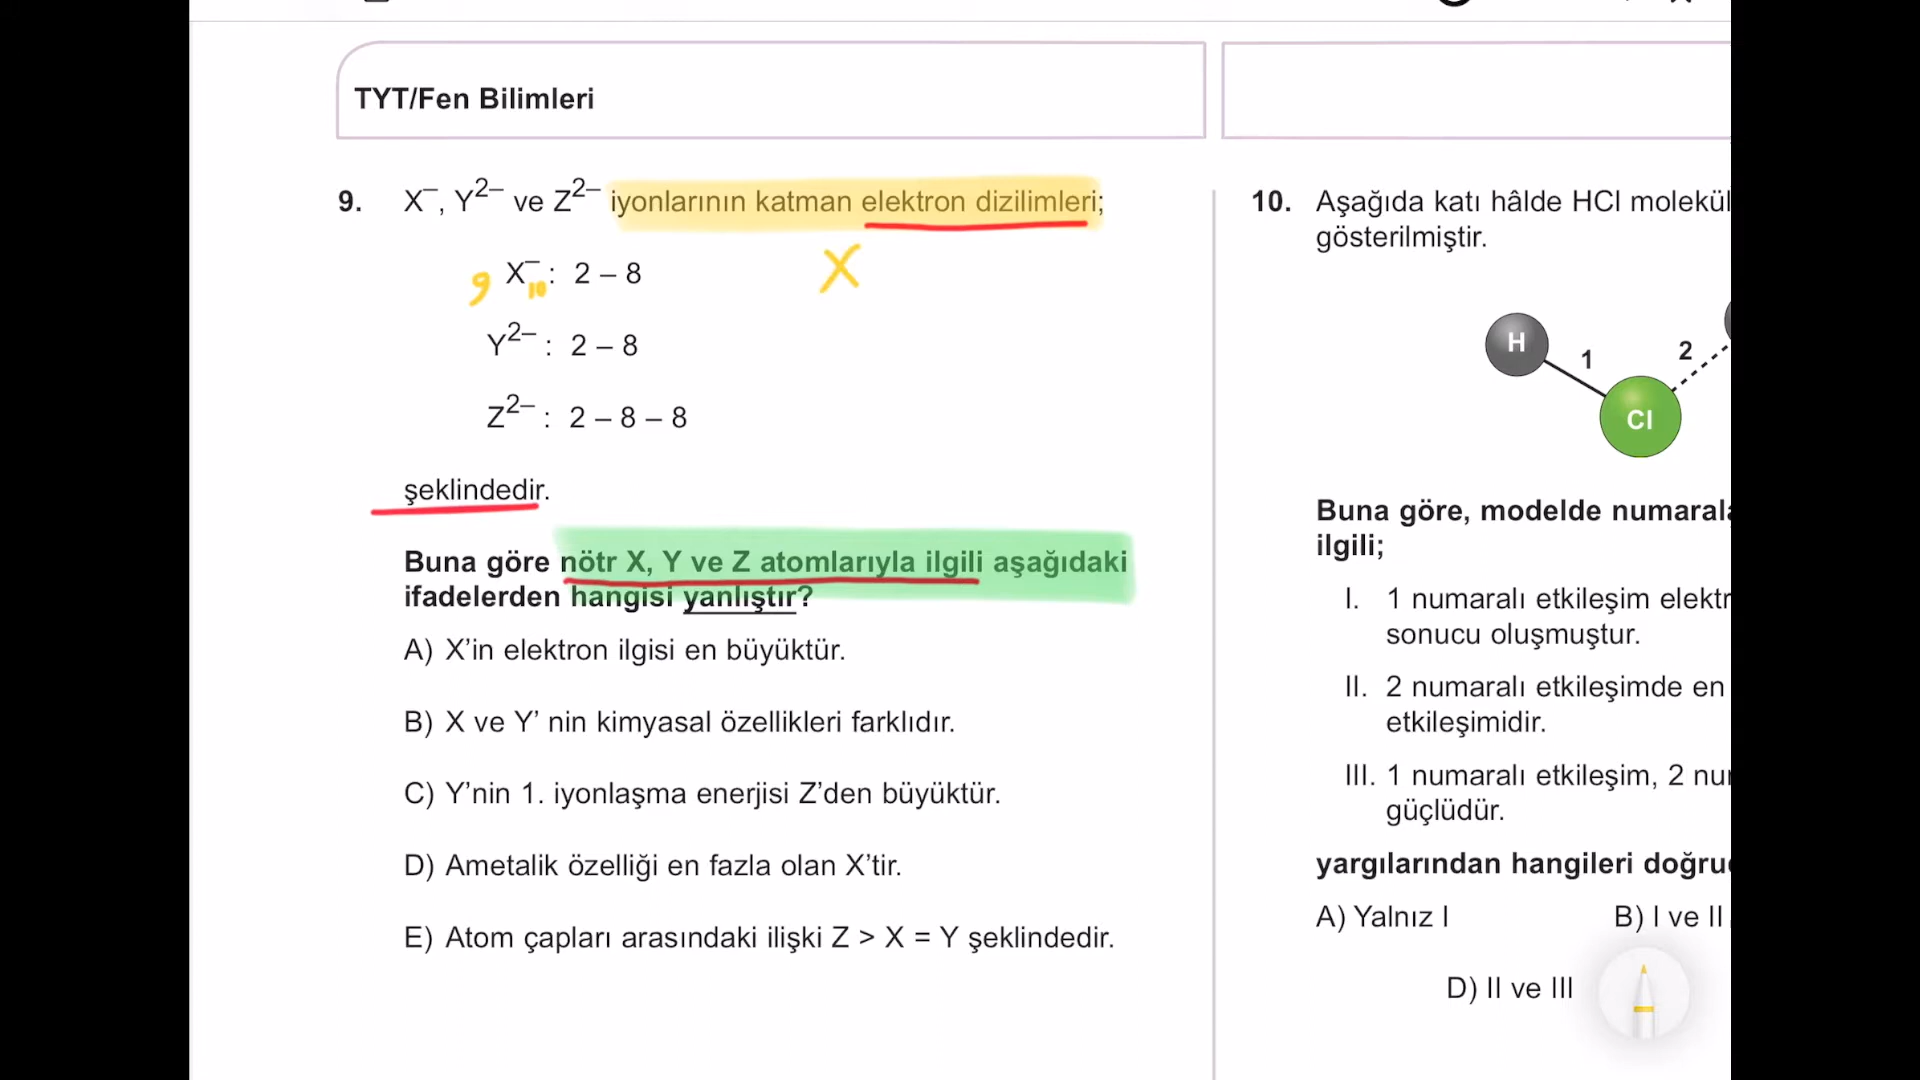 TYT/Fen Bilimleri
9. X⁻, Y²⁻ ve Z²⁻ iyonlarının katman elektron dizilimleri;
9 X⁻ 10 : 2 – 8
X
Y²⁻ : 2 – 8
Z²⁻ : 2 – 8 – 8
şeklindedir.
Buna göre nötr X, Y ve Z atomlarıyla ilgili aşağıdaki
ifadelerden hangisi yanlıştır?
A) X’in elektron ilgisi en büyüktür.
B) X ve Y’ nin kimyasal özellikleri farklıdır.
C) Y’nin 1. iyonlaşma enerjisi Z’den büyüktür.
D) Ametalik özelliği en fazla olan X’tir.
E) Atom çapları arasındaki ilişki Z > X = Y şeklindedir.
10. Aşağıda katı hâlde HCl molekül
gösterilmiştir.
H
1
2
Cl
Buna göre, modelde
ilgili;
I. 1 numaralı etkileşim
sonucu oluşmuştur.
II. 2 numaralı etkileşimde en
etkileşimidir.
III. 1 numaralı etkileşim, 2
güçlüdür.
yargılarından hangileri
A) Yalnız I
B) I ve II
D) II ve III